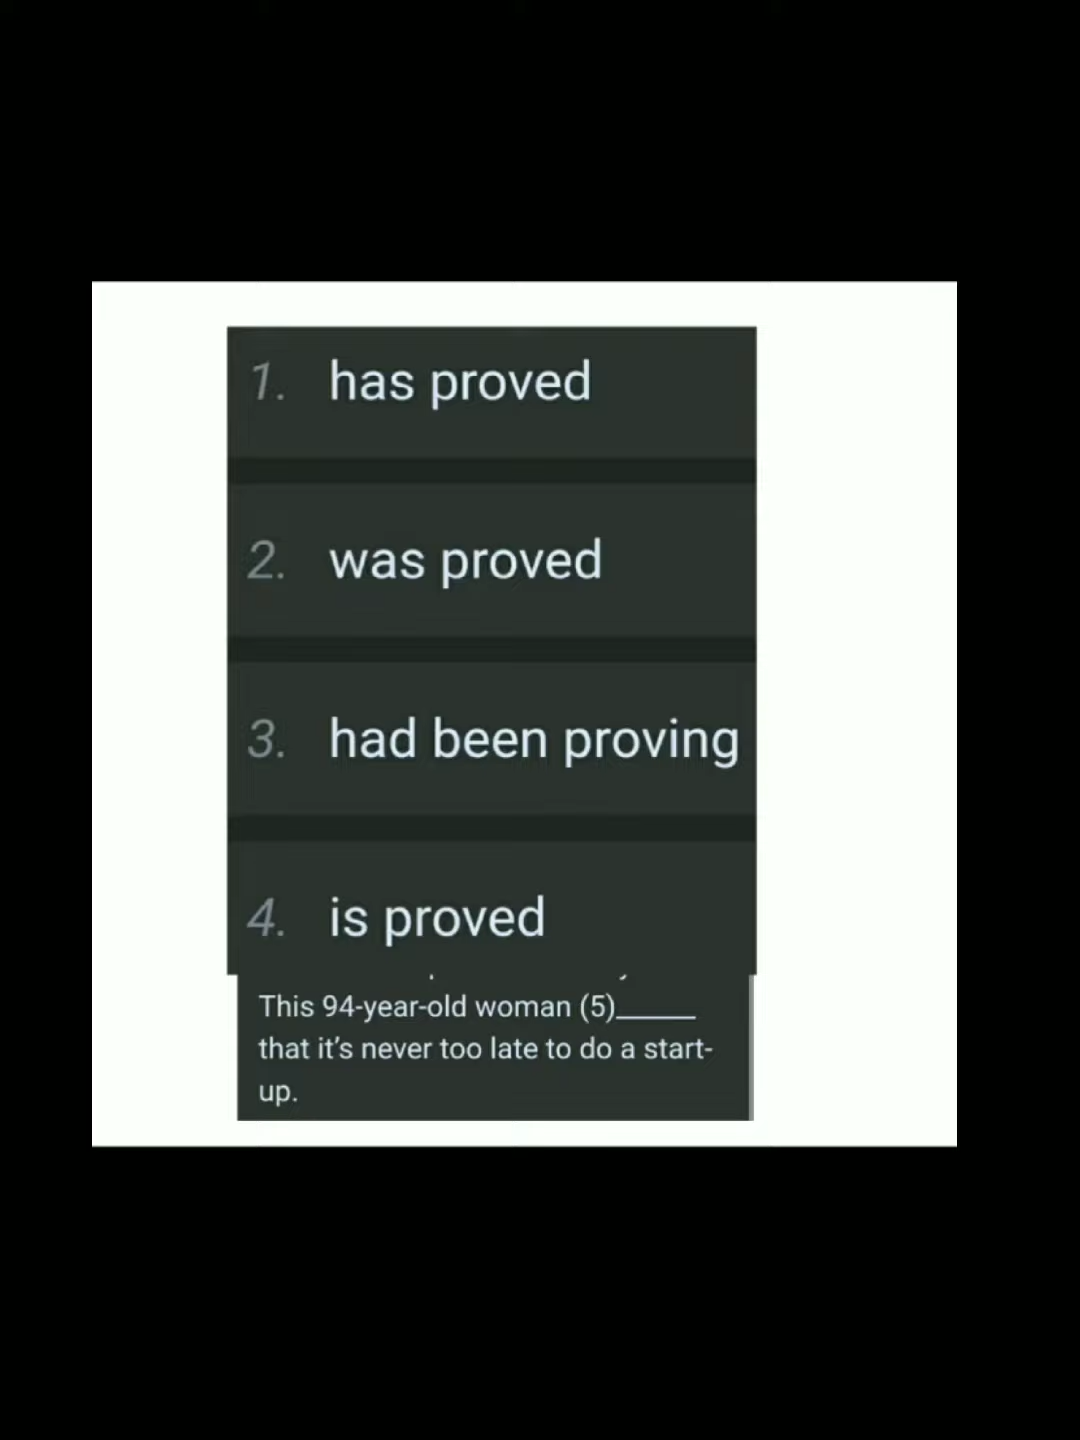 1. has proved
2. was proved
3. had been proving
4. is proved
This 94-year-old woman (5)_____
that it's never too late to do a start-
up.